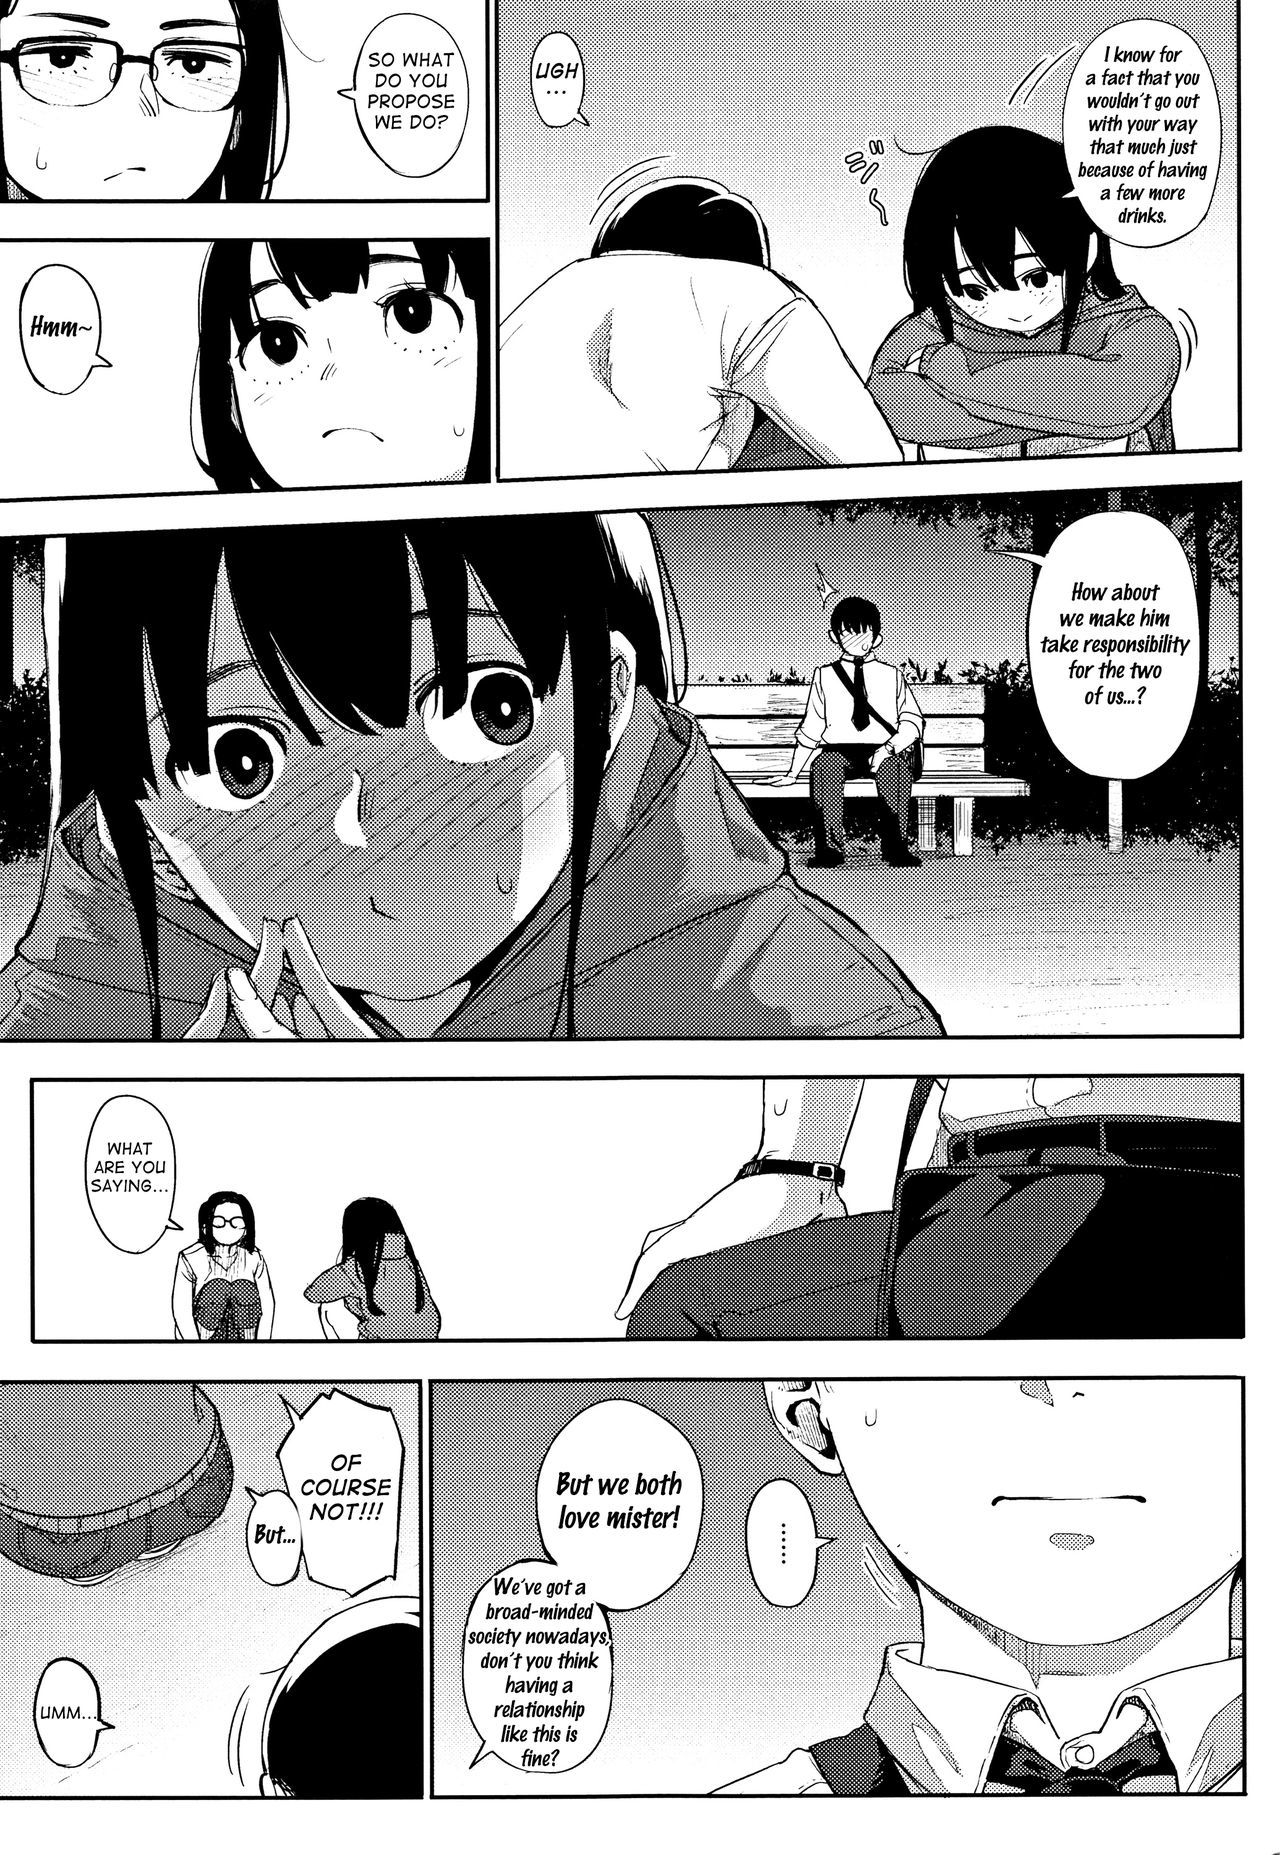 I know for
a fact that you
wouldn't go out
with your way
that much just
because of having
a few more
drinks.
UGH
...
SO WHAT
DO YOU
PROPOSE
WE DO?
Hmm~
How about
we make him
take responsibility
for the two
of us...?
WHAT
ARE YOU
SAYING...
......
But we both
love mister!
We've got a
broad-minded
society nowadays,
don't you think
having a
relationship
like this is
fine?
OF
COURSE
NOT!!!
But...
UMM...